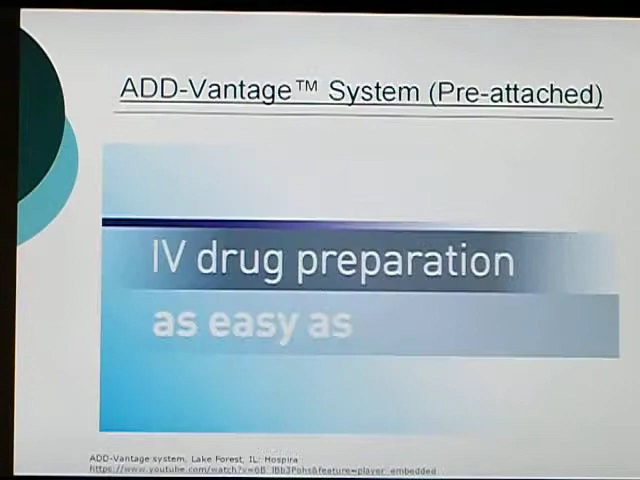 ADD-Vantage™ System (Pre-attached)
IV drug preparation
as easy as
ADD-Vantage system, Lake Forest, IL: Hospira